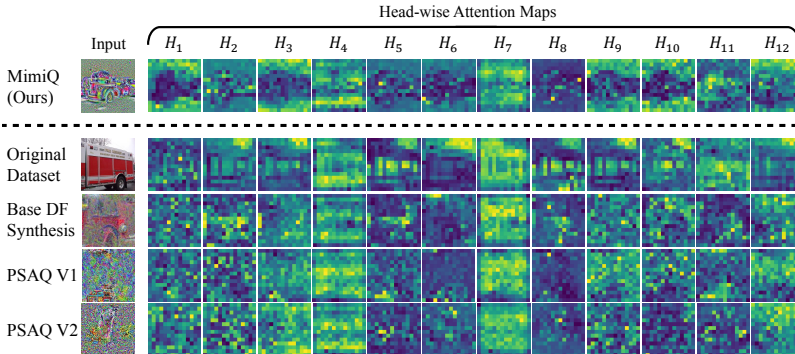 Head-wise Attention Maps
Input H₁ H₂ H₃ H₄ H₅ H₆ H₇ H₈ H₉ H₁₀ H₁₁ H₁₂
MimiQ
(Ours)
Original
Dataset
Base DF
Synthesis
PSAQ V1
PSAQ V2